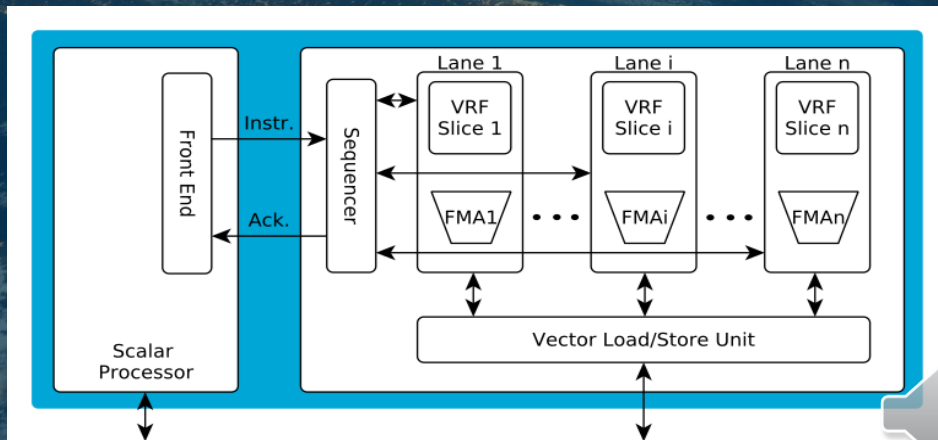 Lane 1
Lane i
Lane n
VRF
Slice 1
VRF
Slice i
VRF
Slice n
Front End
Instr.
Ack.
Sequencer
FMA1
FMAi
FMAn
Vector Load/Store Unit
Scalar
Processor